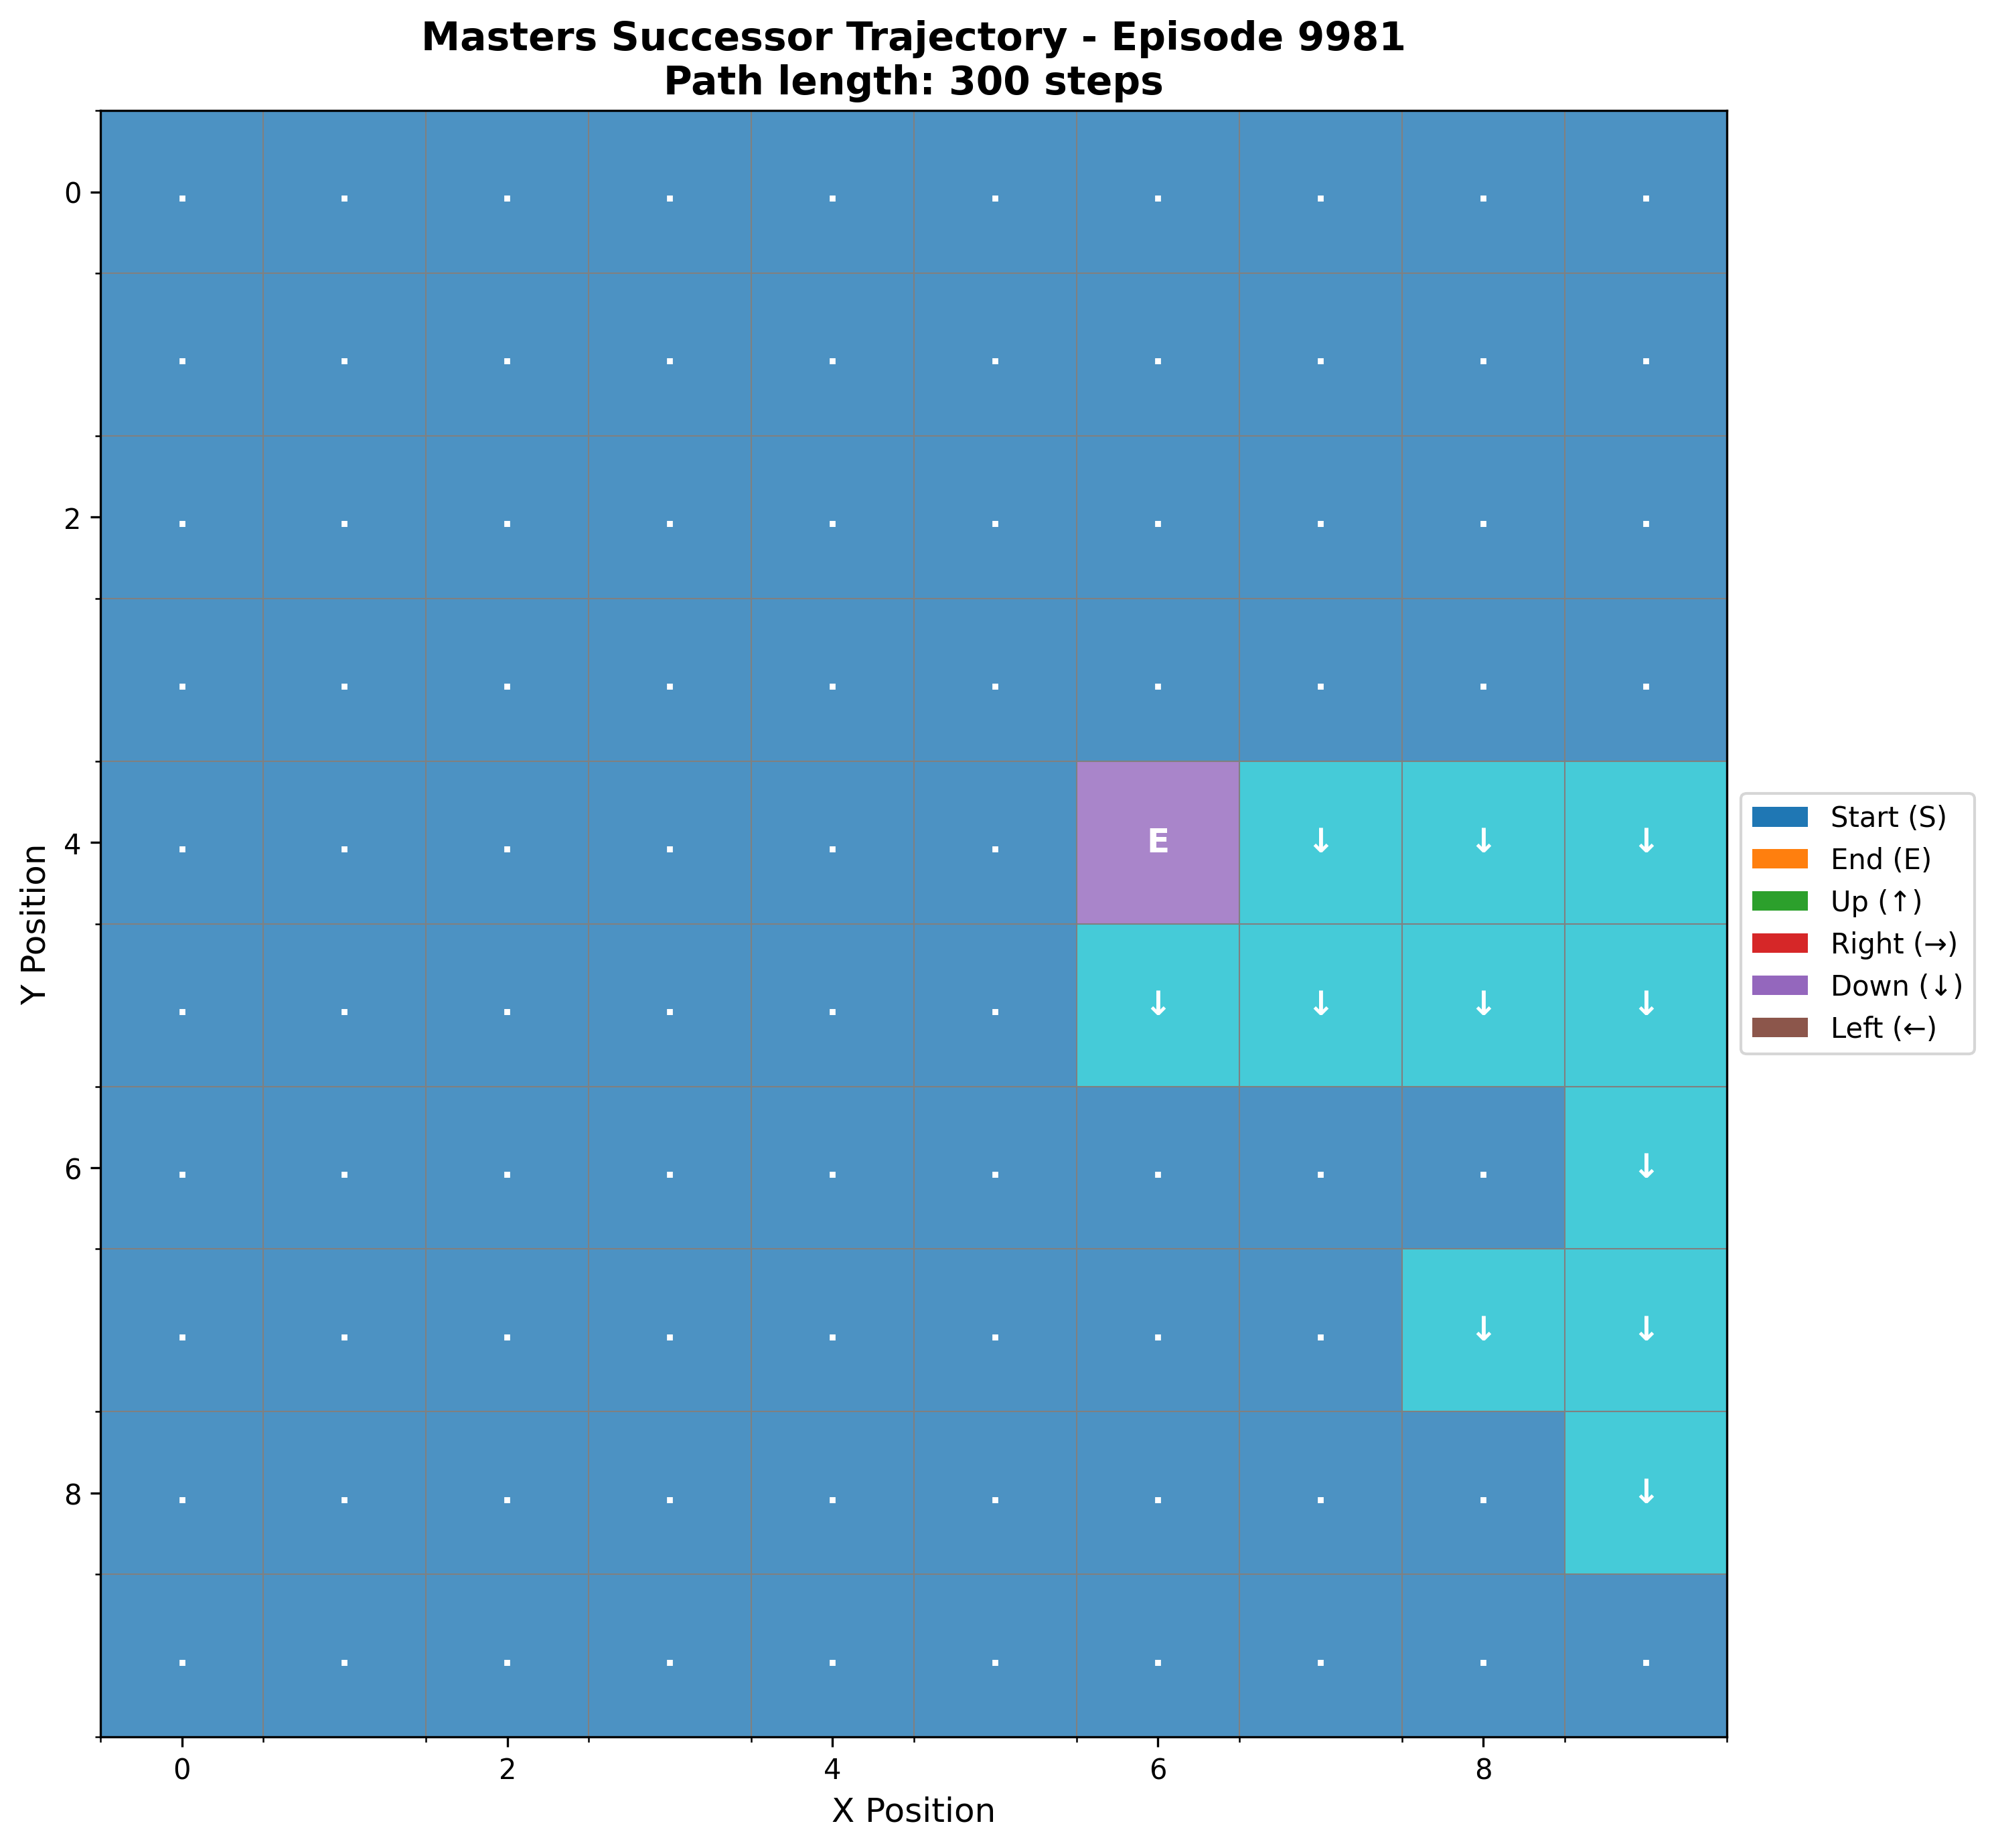 Masters Successor Trajectory - Episode 9981
Path length: 300 steps
0
2
4
E ↓ ↓ ↓
↓ ↓ ↓ ↓
6
↓
↓ ↓
8
↓
0 2 4 6 8
X Position
Y Position
Start (S)
End (E)
Up (↑)
Right (→)
Down (↓)
Left (←)